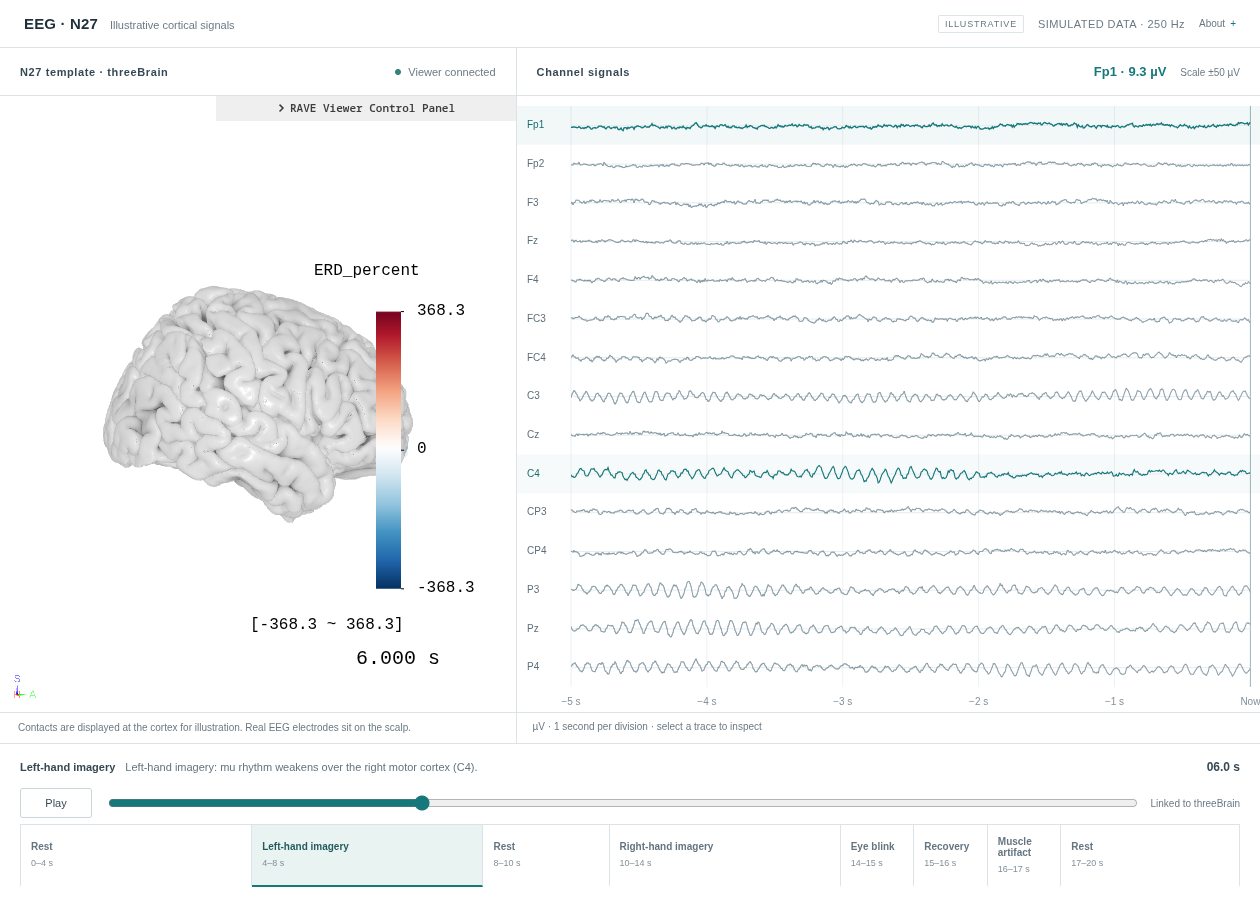 EEG · N27 Illustrative cortical signals ILLUSTRATIVE SIMULATED DATA · 250 Hz About +
N27 template · threeBrain Viewer connected
Channel signals Fp1 · 9.3 µV Scale ±50 µV
RAVE Viewer Control Panel
ERD_percent
368.3
0
-368.3
[-368.3 ~ 368.3]
6.000 s
S
R A
Contacts are displayed at the cortex for illustration. Real EEG electrodes sit on the scalp.
Fp1
Fp2
F3
Fz
F4
FC3
FC4
C3
Cz
C4
CP3
CP4
P3
Pz
P4
−5 s −4 s −3 s −2 s −1 s Now
µV · 1 second per division · select a trace to inspect
Left-hand imagery Left-hand imagery: mu rhythm weakens over the right motor cortex (C4). 06.0 s
Play Linked to threeBrain
Rest
0–4 s
Left-hand imagery
4–8 s
Rest
8–10 s
Right-hand imagery
10–14 s
Eye blink
14–15 s
Recovery
15–16 s
Muscle
artifact
16–17 s
Rest
17–20 s